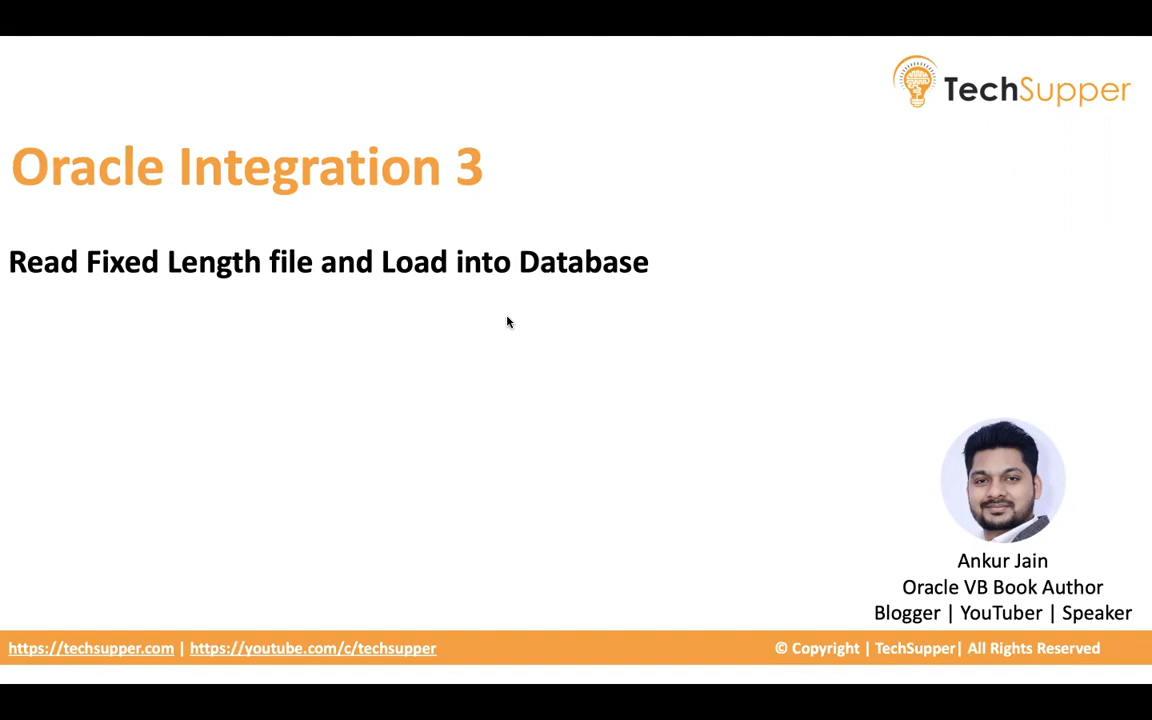 TechSupper
Oracle Integration 3
Read Fixed Length file and Load into Database
Ankur Jain
Oracle VB Book Author
Blogger | YouTuber | Speaker
https://techsupper.com | https://youtube.com/c/techsupper
© Copyright | TechSupper| All Rights Reserved